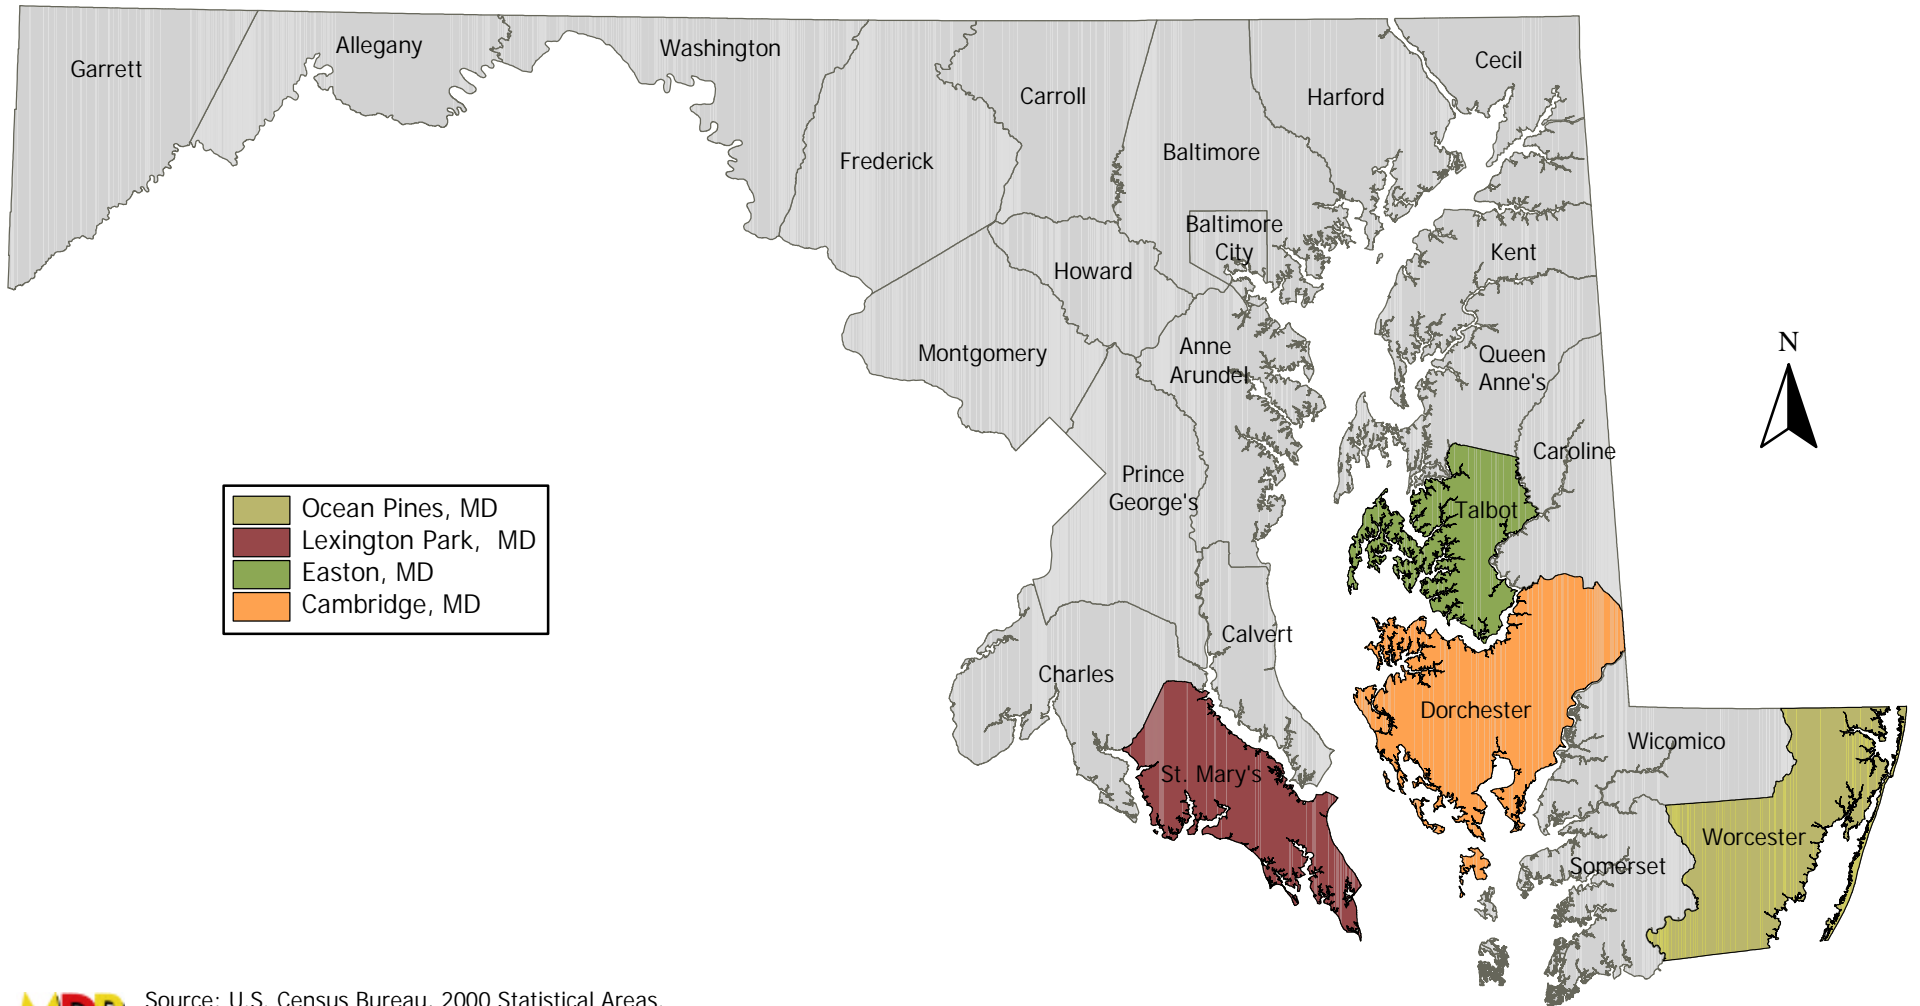 Garrett
Allegany
Washington
Frederick
Carroll
Baltimore
Harford
Cecil
Baltimore
City
Howard
Kent
Montgomery
Anne
Arundel
Queen
Anne's
N
Caroline
Prince
George's
Talbot
Ocean Pines, MD
Lexington Park, MD
Easton, MD
Cambridge, MD
Calvert
Charles
Dorchester
St. Mary's
Wicomico
Worcester
Somerset
Source: U.S. Census Bureau, 2000 Statistical Areas.